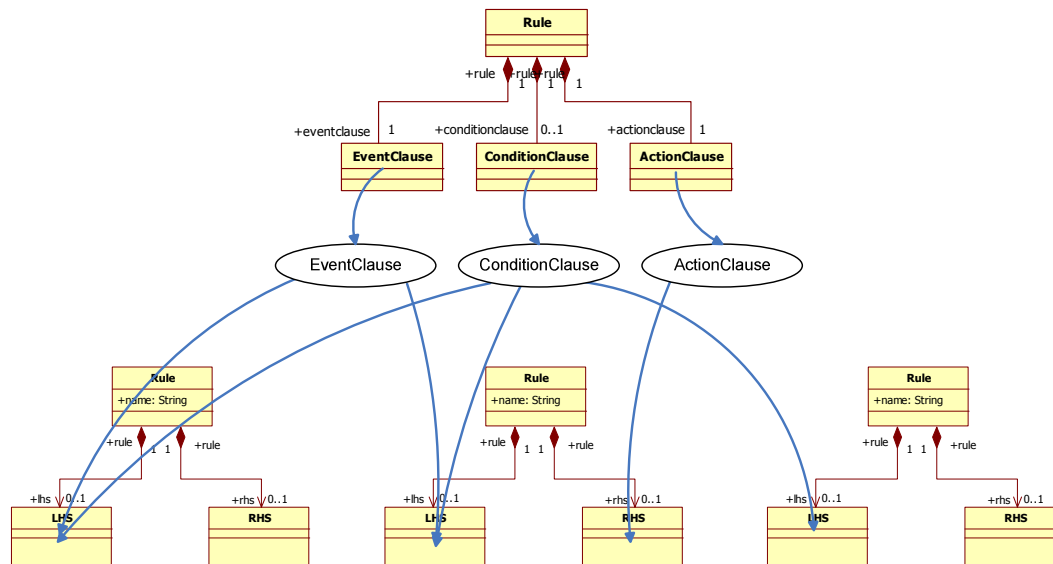 Rule
+rule +rule +rule
1 1 1
+eventclause 1 +conditionclause 0..1 +actionclause 1
EventClause ConditionClause ActionClause
EventClause ConditionClause ActionClause
Rule Rule Rule
+name: String +name: String +name: String
+rule 1 1 +rule +rule 1 1 +rule +rule 1 1 +rule
+lhs 0..1 +rhs 0..1 +lhs 0..1 +rhs 0..1 +lhs 0..1 +rhs 0..1
LHS RHS LHS RHS LHS RHS